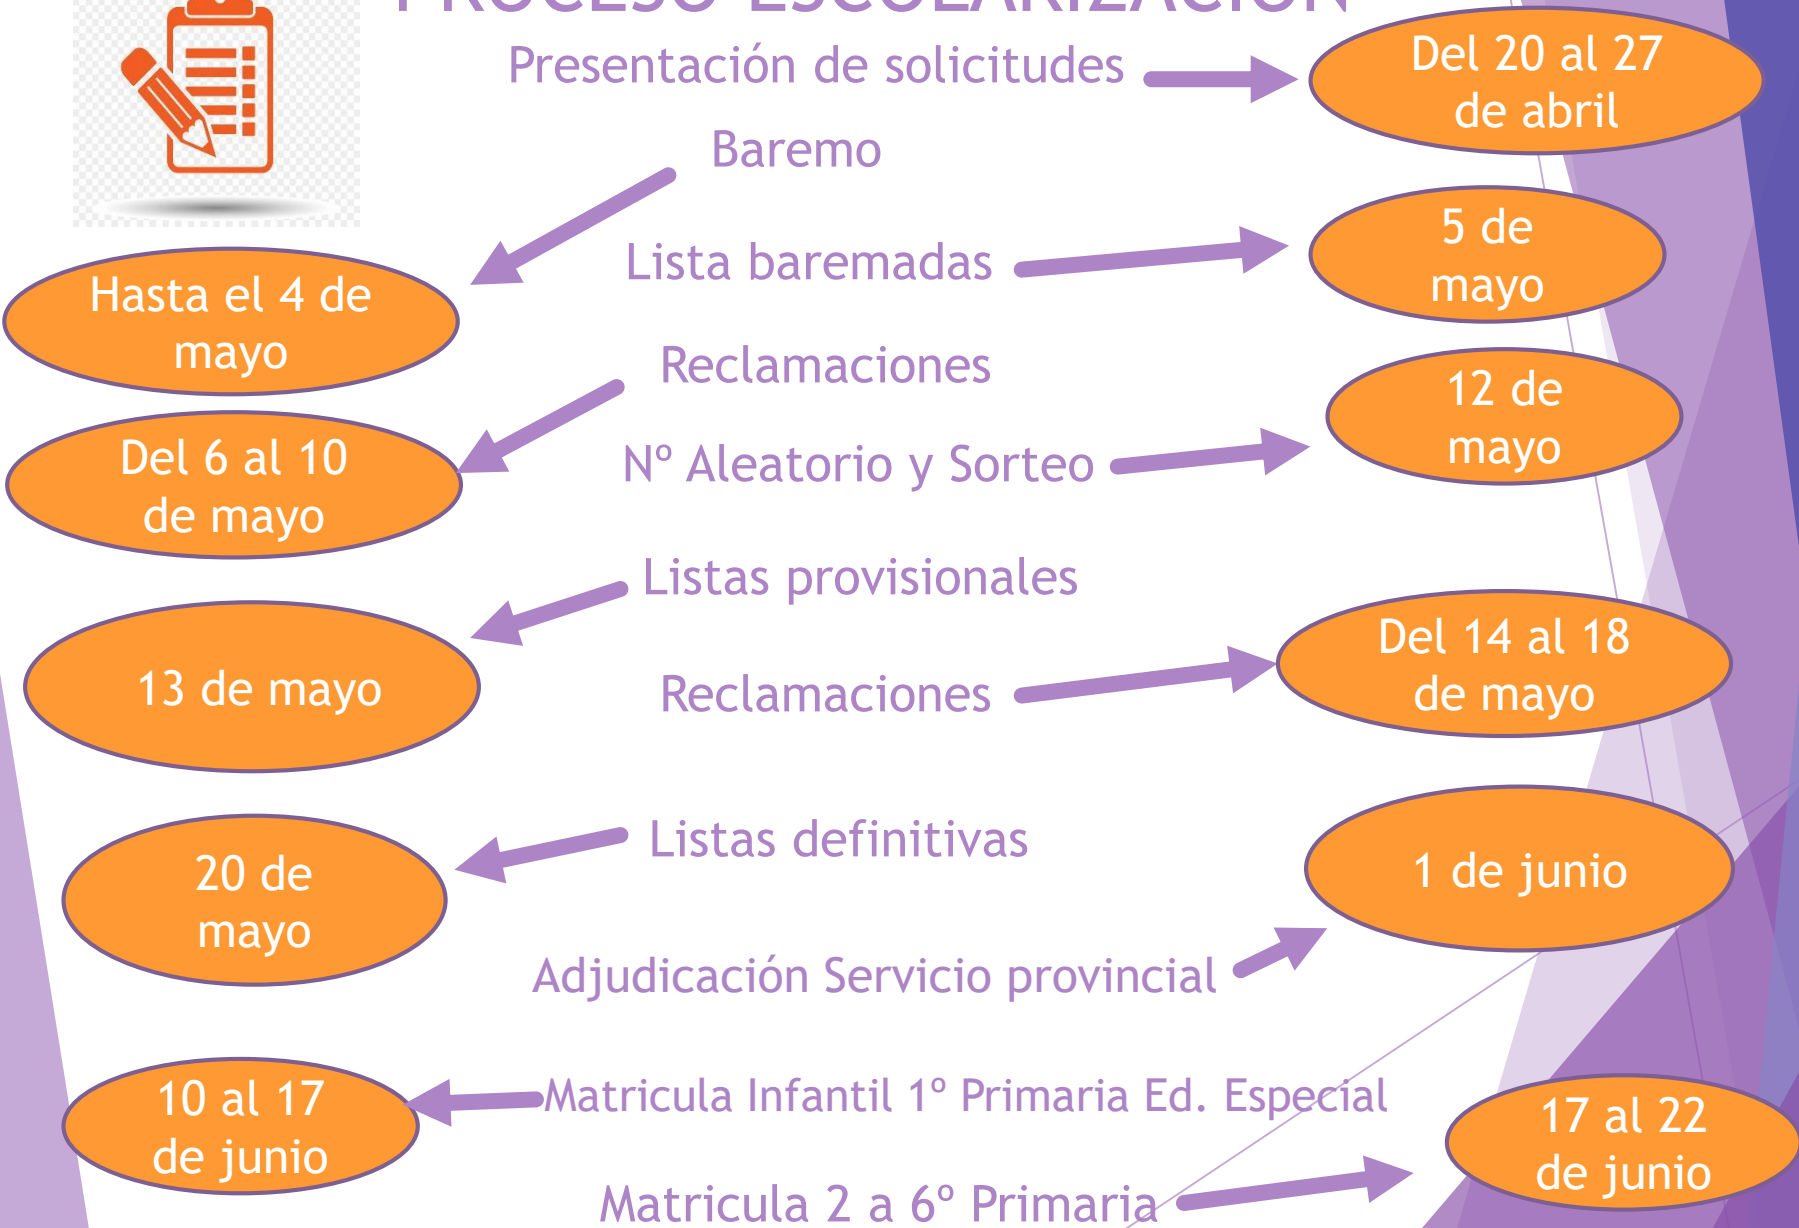 PROCESO ESCOLARIZACIÓN
Presentación de solicitudes
Del 20 al 27
de abril
Baremo
Hasta el 4 de
mayo
Lista baremadas
5 de
mayo
Reclamaciones
Del 6 al 10
de mayo
Nº Aleatorio y Sorteo
12 de
mayo
Listas provisionales
13 de mayo
Reclamaciones
Del 14 al 18
de mayo
Listas definitivas
20 de
mayo
Adjudicación Servicio provincial
1 de junio
Matricula Infantil 1º Primaria Ed. Especial
10 al 17
de junio
Matricula 2 a 6º Primaria
17 al 22
de junio